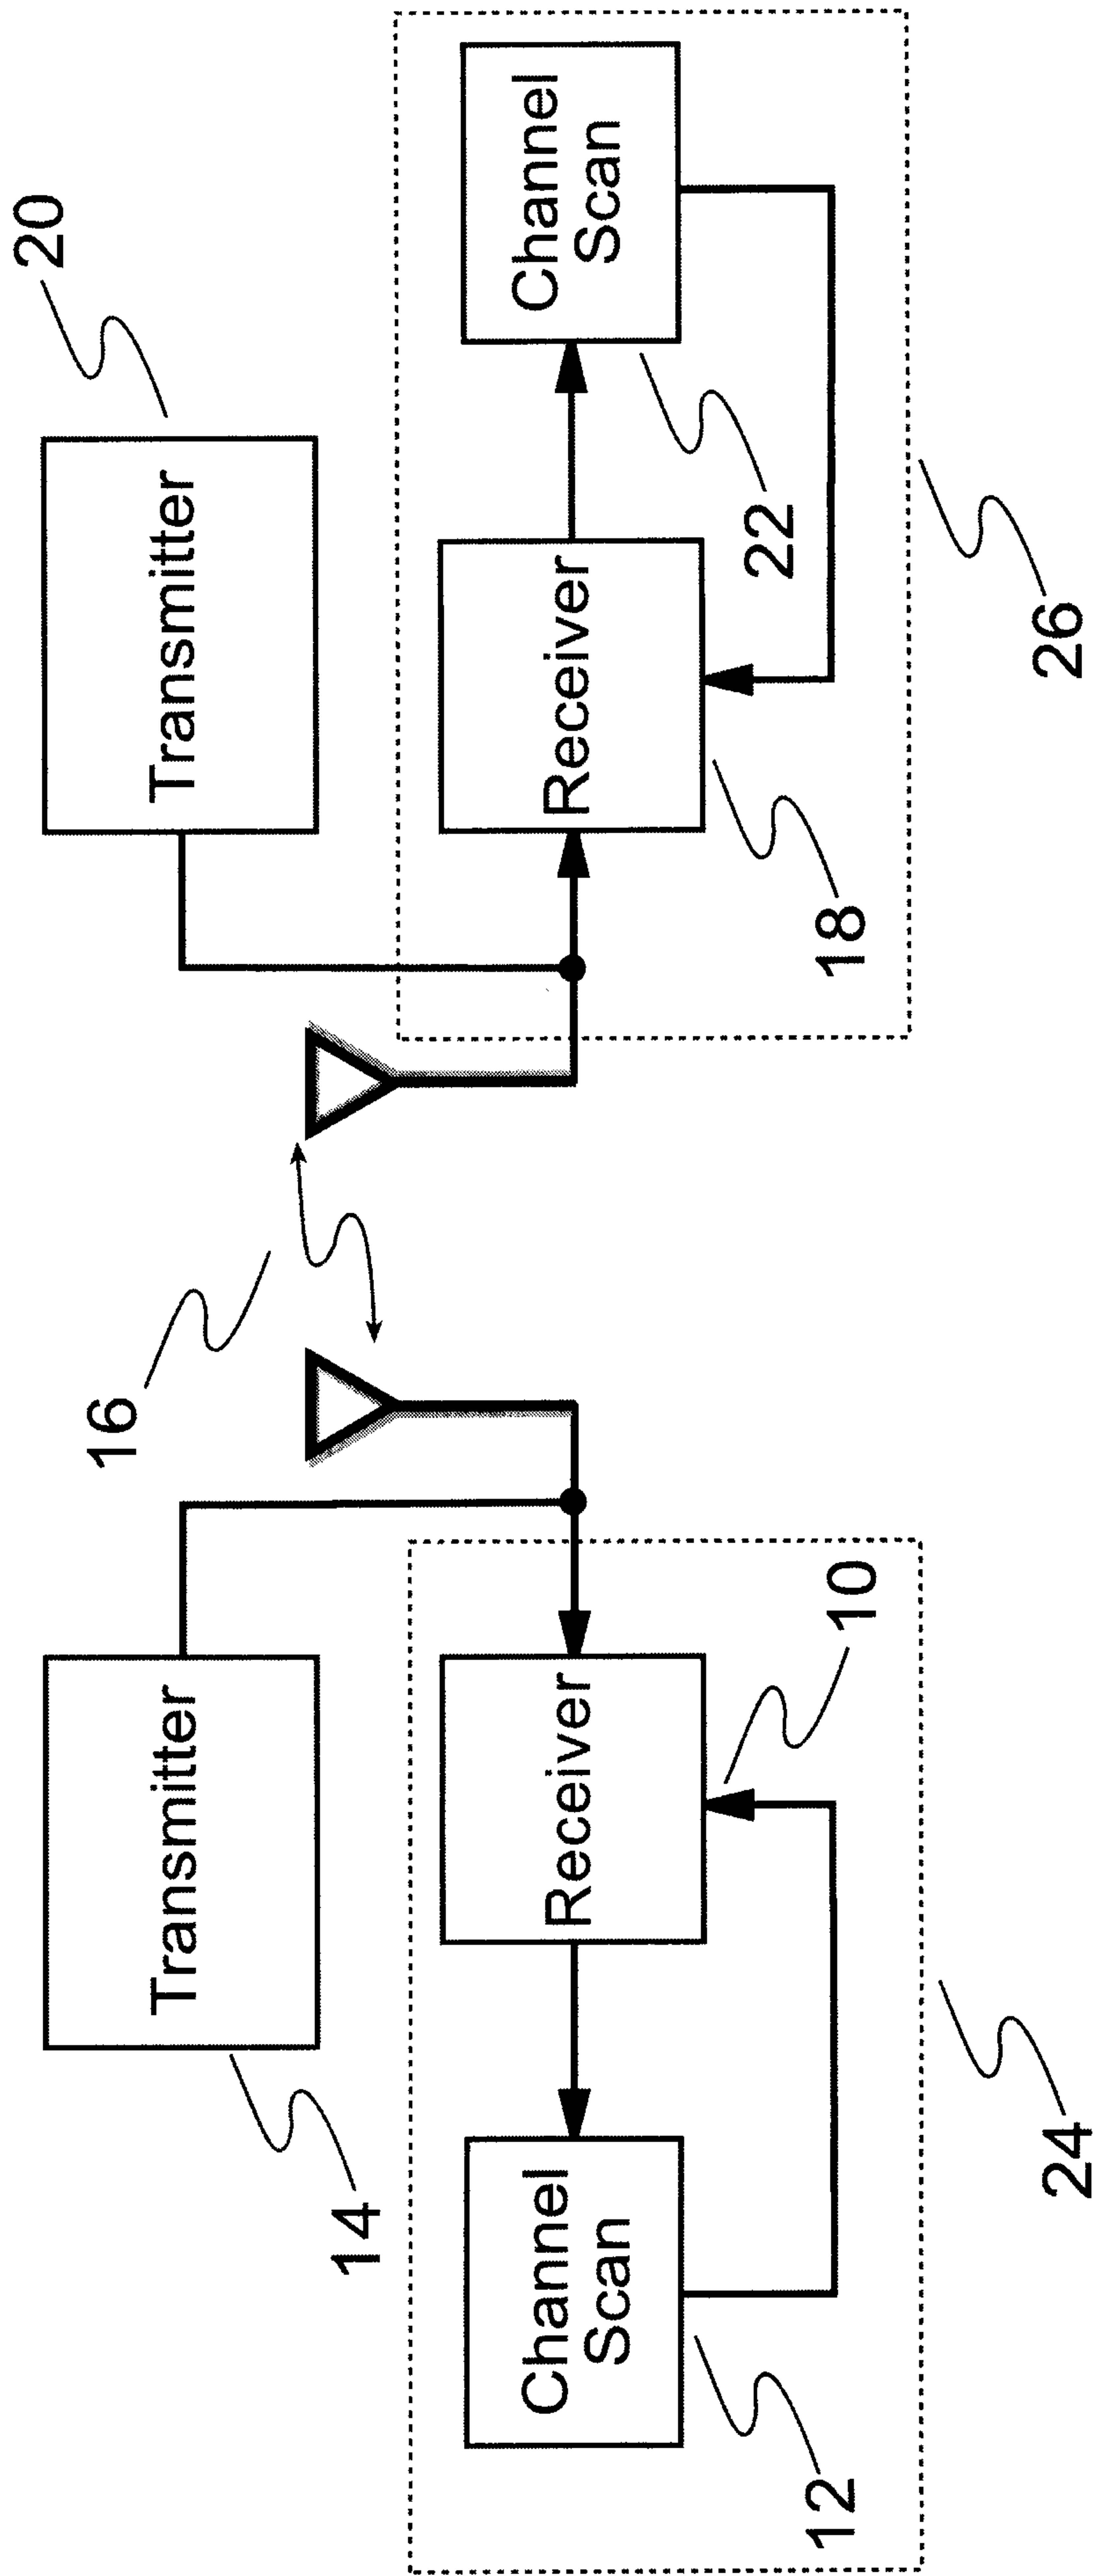 14
Transmitter
16
Transmitter
20
Channel
Scan
Receiver
Receiver
Channel
Scan
12
10
18
22
24
26